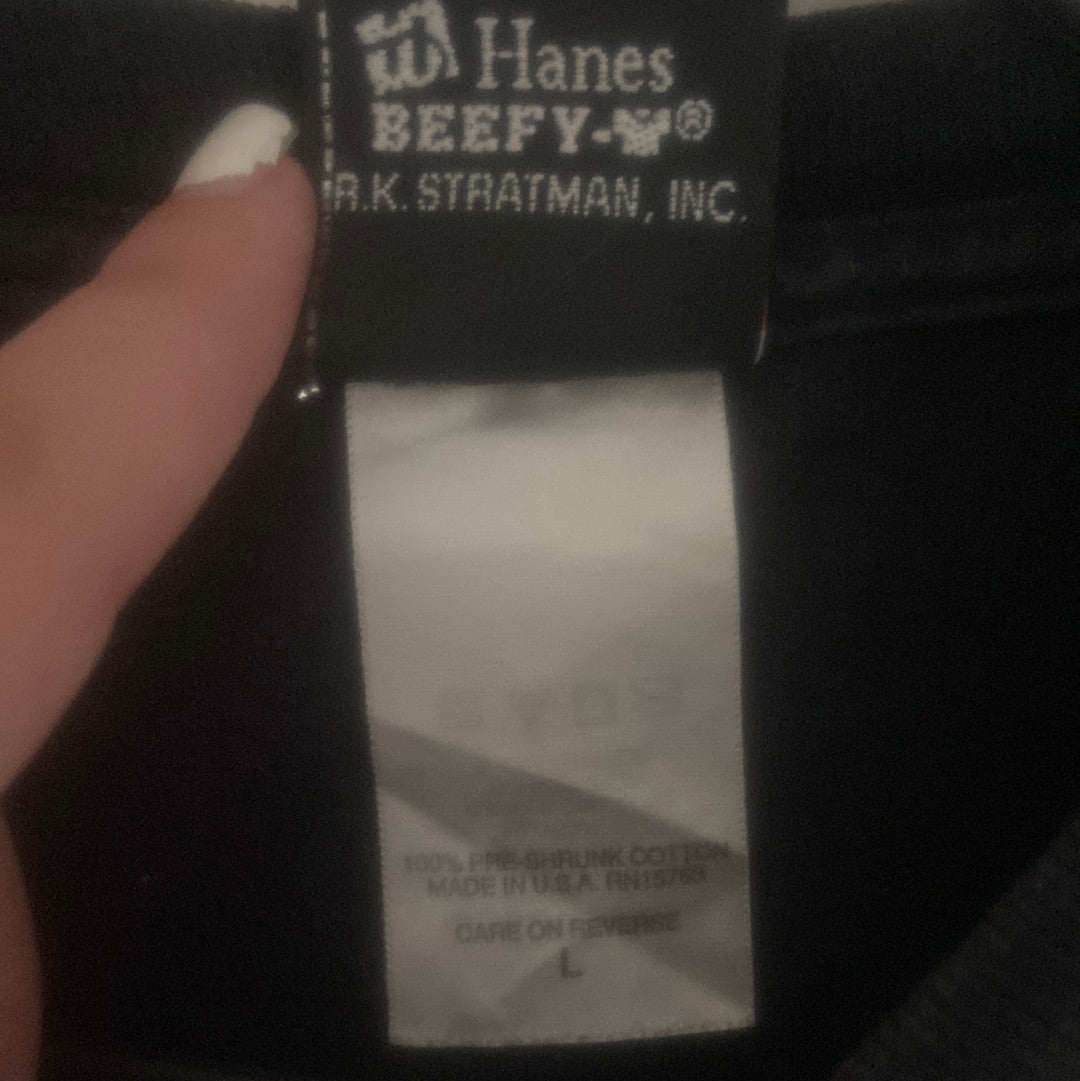 Hanes
BEEFY-T®
R.K. STRATMAN, INC.
100% PRE-SHRUNK COTTON
MADE IN U.S.A. RN15763
CARE ON REVERSE
L